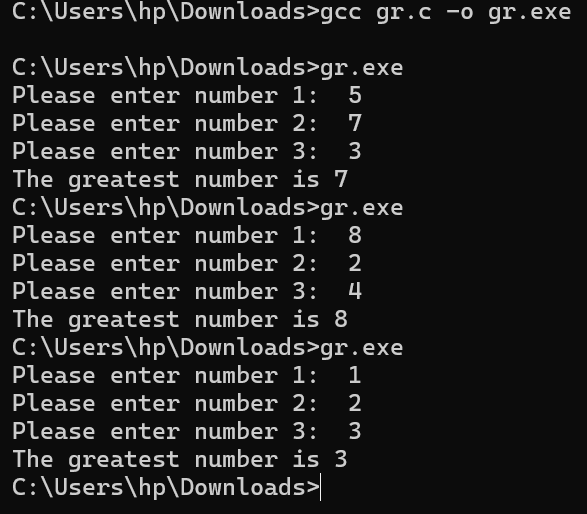 C:\Users\hp\Downloads>gcc gr.c -o gr.exe
C:\Users\hp\Downloads>gr.exe
Please enter number 1:  5
Please enter number 2:  7
Please enter number 3:  3
The greatest number is 7
C:\Users\hp\Downloads>gr.exe
Please enter number 1:  8
Please enter number 2:  2
Please enter number 3:  4
The greatest number is 8
C:\Users\hp\Downloads>gr.exe
Please enter number 1:  1
Please enter number 2:  2
Please enter number 3:  3
The greatest number is 3
C:\Users\hp\Downloads>